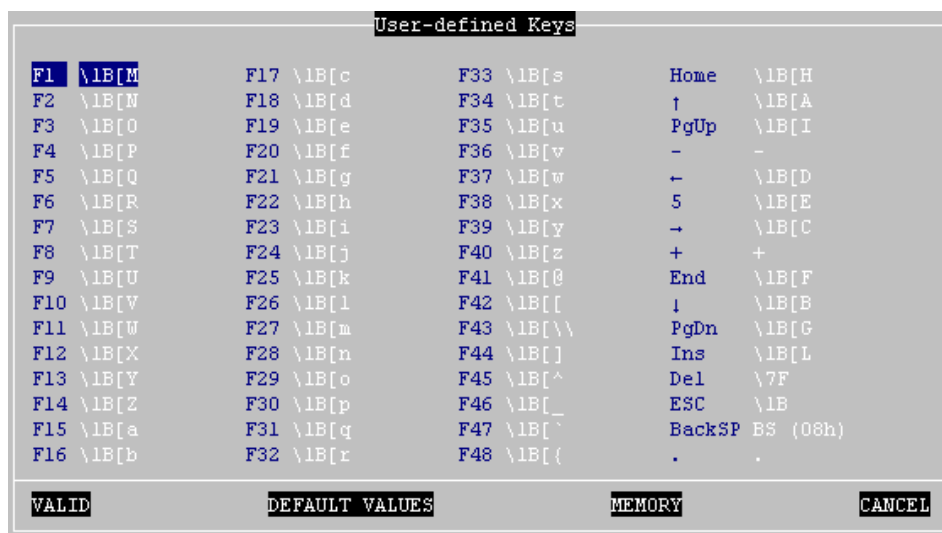 User-defined Keys
F1 \1B[M F17 \1B[c F33 \1B[s Home \1B[H
F2 \1B[N F18 \1B[d F34 \1B[t ↑ \1B[A
F3 \1B[O F19 \1B[e F35 \1B[u PgUp \1B[I
F4 \1B[P F20 \1B[f F36 \1B[v - -
F5 \1B[Q F21 \1B[g F37 \1B[w ← \1B[D
F6 \1B[R F22 \1B[h F38 \1B[x 5 \1B[E
F7 \1B[S F23 \1B[i F39 \1B[y → \1B[C
F8 \1B[T F24 \1B[j F40 \1B[z + +
F9 \1B[U F25 \1B[k F41 \1B[@ End \1B[F
F10 \1B[V F26 \1B[l F42 \1B[[ ↓ \1B[B
F11 \1B[W F27 \1B[m F43 \1B[\\ PgDn \1B[G
F12 \1B[X F28 \1B[n F44 \1B[] Ins \1B[L
F13 \1B[Y F29 \1B[o F45 \1B[^ Del \7F
F14 \1B[Z F30 \1B[p F46 \1B[_ ESC \1B
F15 \1B[a F31 \1B[q F47 \1B[` BackSP BS (08h)
F16 \1B[b F32 \1B[r F48 \1B[{ . .
VALID DEFAULT VALUES MEMORY CANCEL